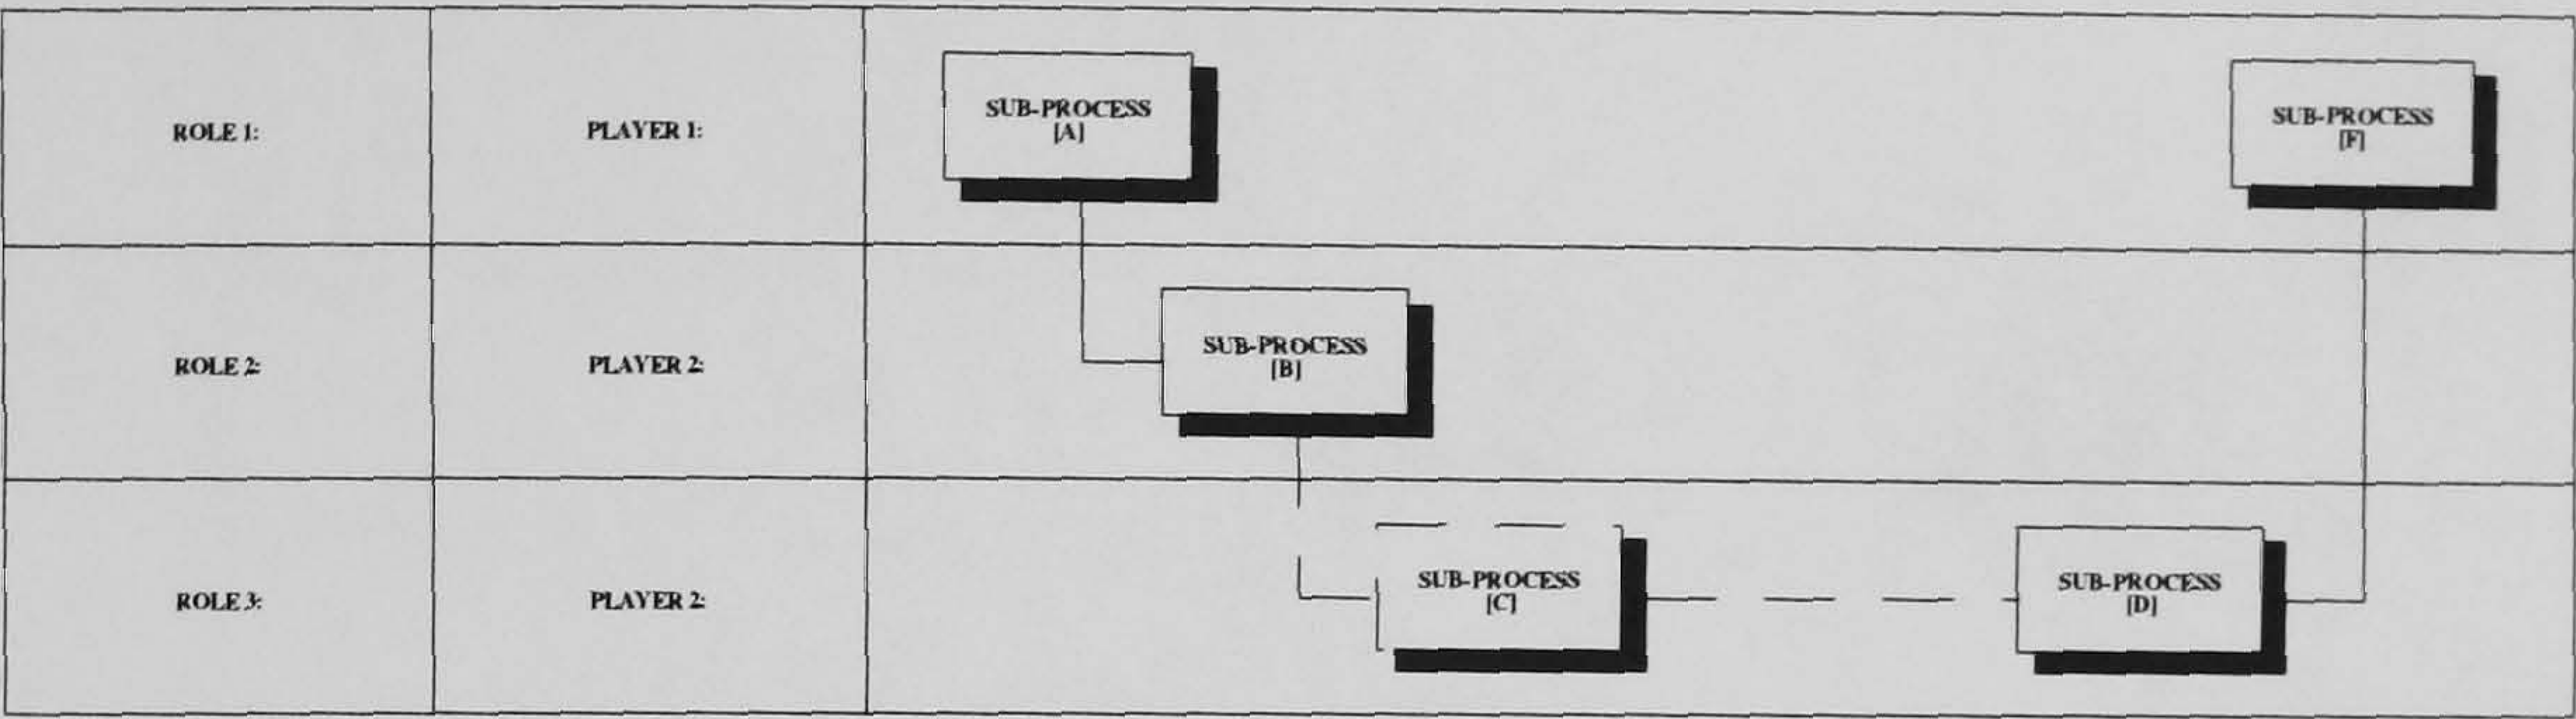 ROLE 1:
PLAYER 1:
SUB-PROCESS
[A]
SUB-PROCESS
[F]
ROLE 2:
PLAYER 2:
SUB-PROCESS
[B]
ROLE 3:
PLAYER 2:
SUB-PROCESS
[C]
SUB-PROCESS
[D]